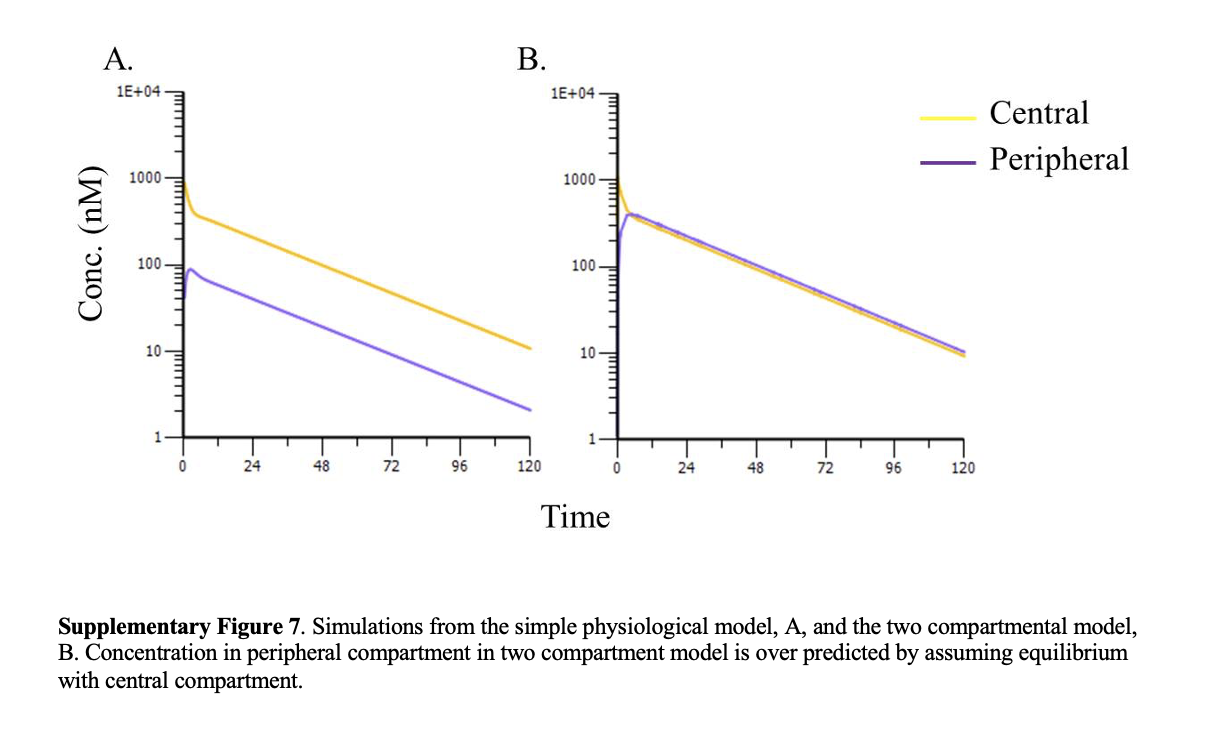 A.
B.
1E+04
1000
100
10
1
0 24 48 72 96 120
Conc. (nM)
1E+04
1000
100
10
1
0 24 48 72 96 120
Central
Peripheral
Time
Supplementary Figure 7. Simulations from the simple physiological model, A, and the two compartmental model,
B. Concentration in peripheral compartment in two compartment model is over predicted by assuming equilibrium
with central compartment.